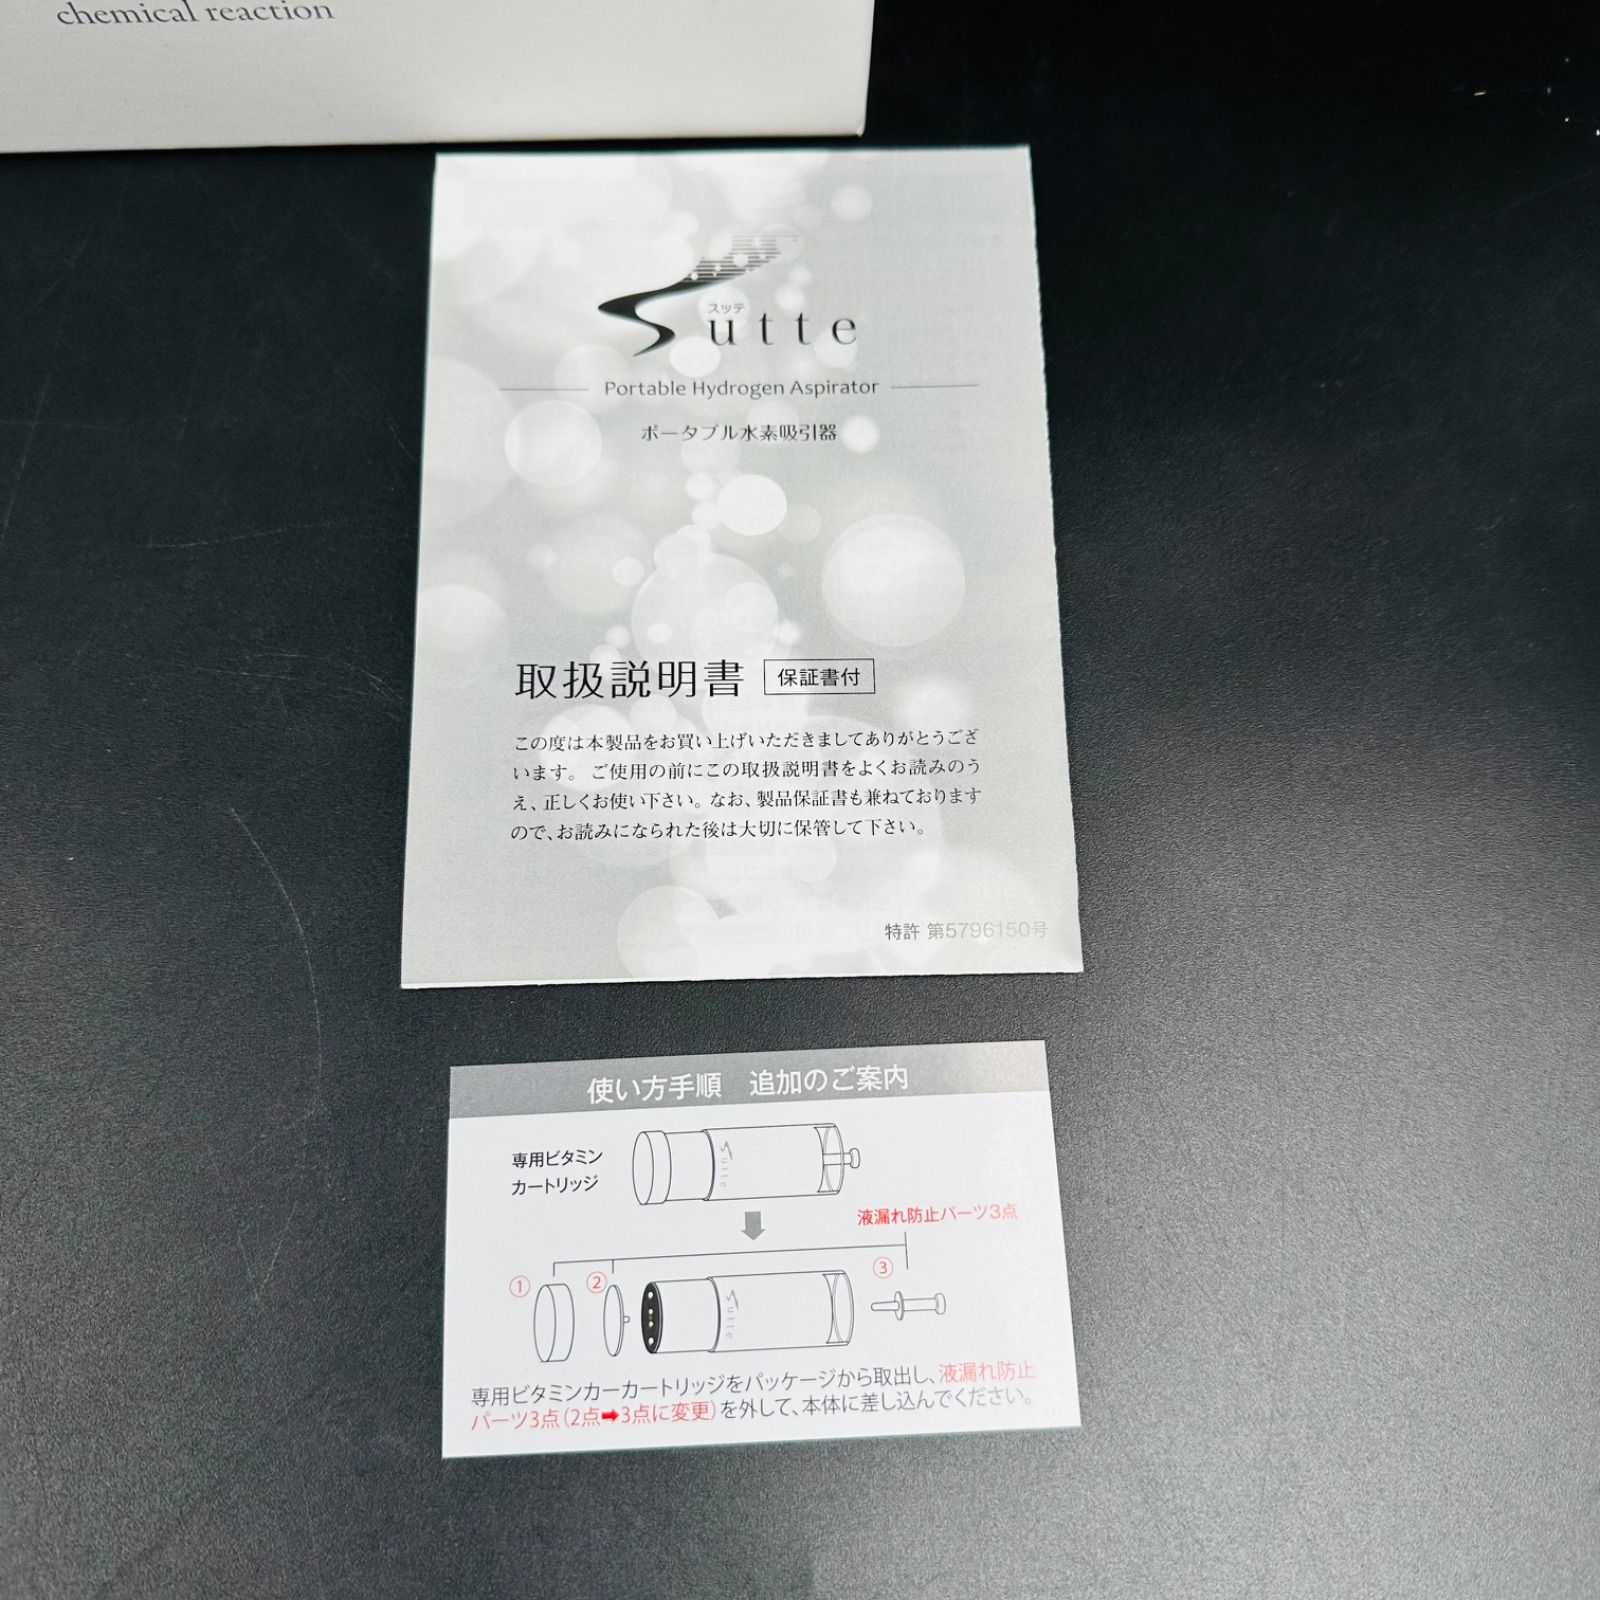 chemical reaction
スッテ
Sutte
Portable Hydrogen Aspirator
ポータブル水素吸引器
取扱説明書 保証書付
この度は本製品をお買い上げいただきましてありがとうござ
います。ご使用の前にこの取扱説明書をよくお読みのう
え、正しくお使い下さい。なお、製品保証書も兼ねております
ので、お読みになられた後は大切に保管して下さい。
特許 第5796150号
使い方手順 追加のご案内
専用ビタミン
カートリッジ
Sutte
液漏れ防止パーツ3点
① ② ③
Sutte
専用ビタミンカーカートリッジをパッケージから取出し、液漏れ防止
パーツ3点(2点➡3点に変更)を外して、本体に差し込んでください。